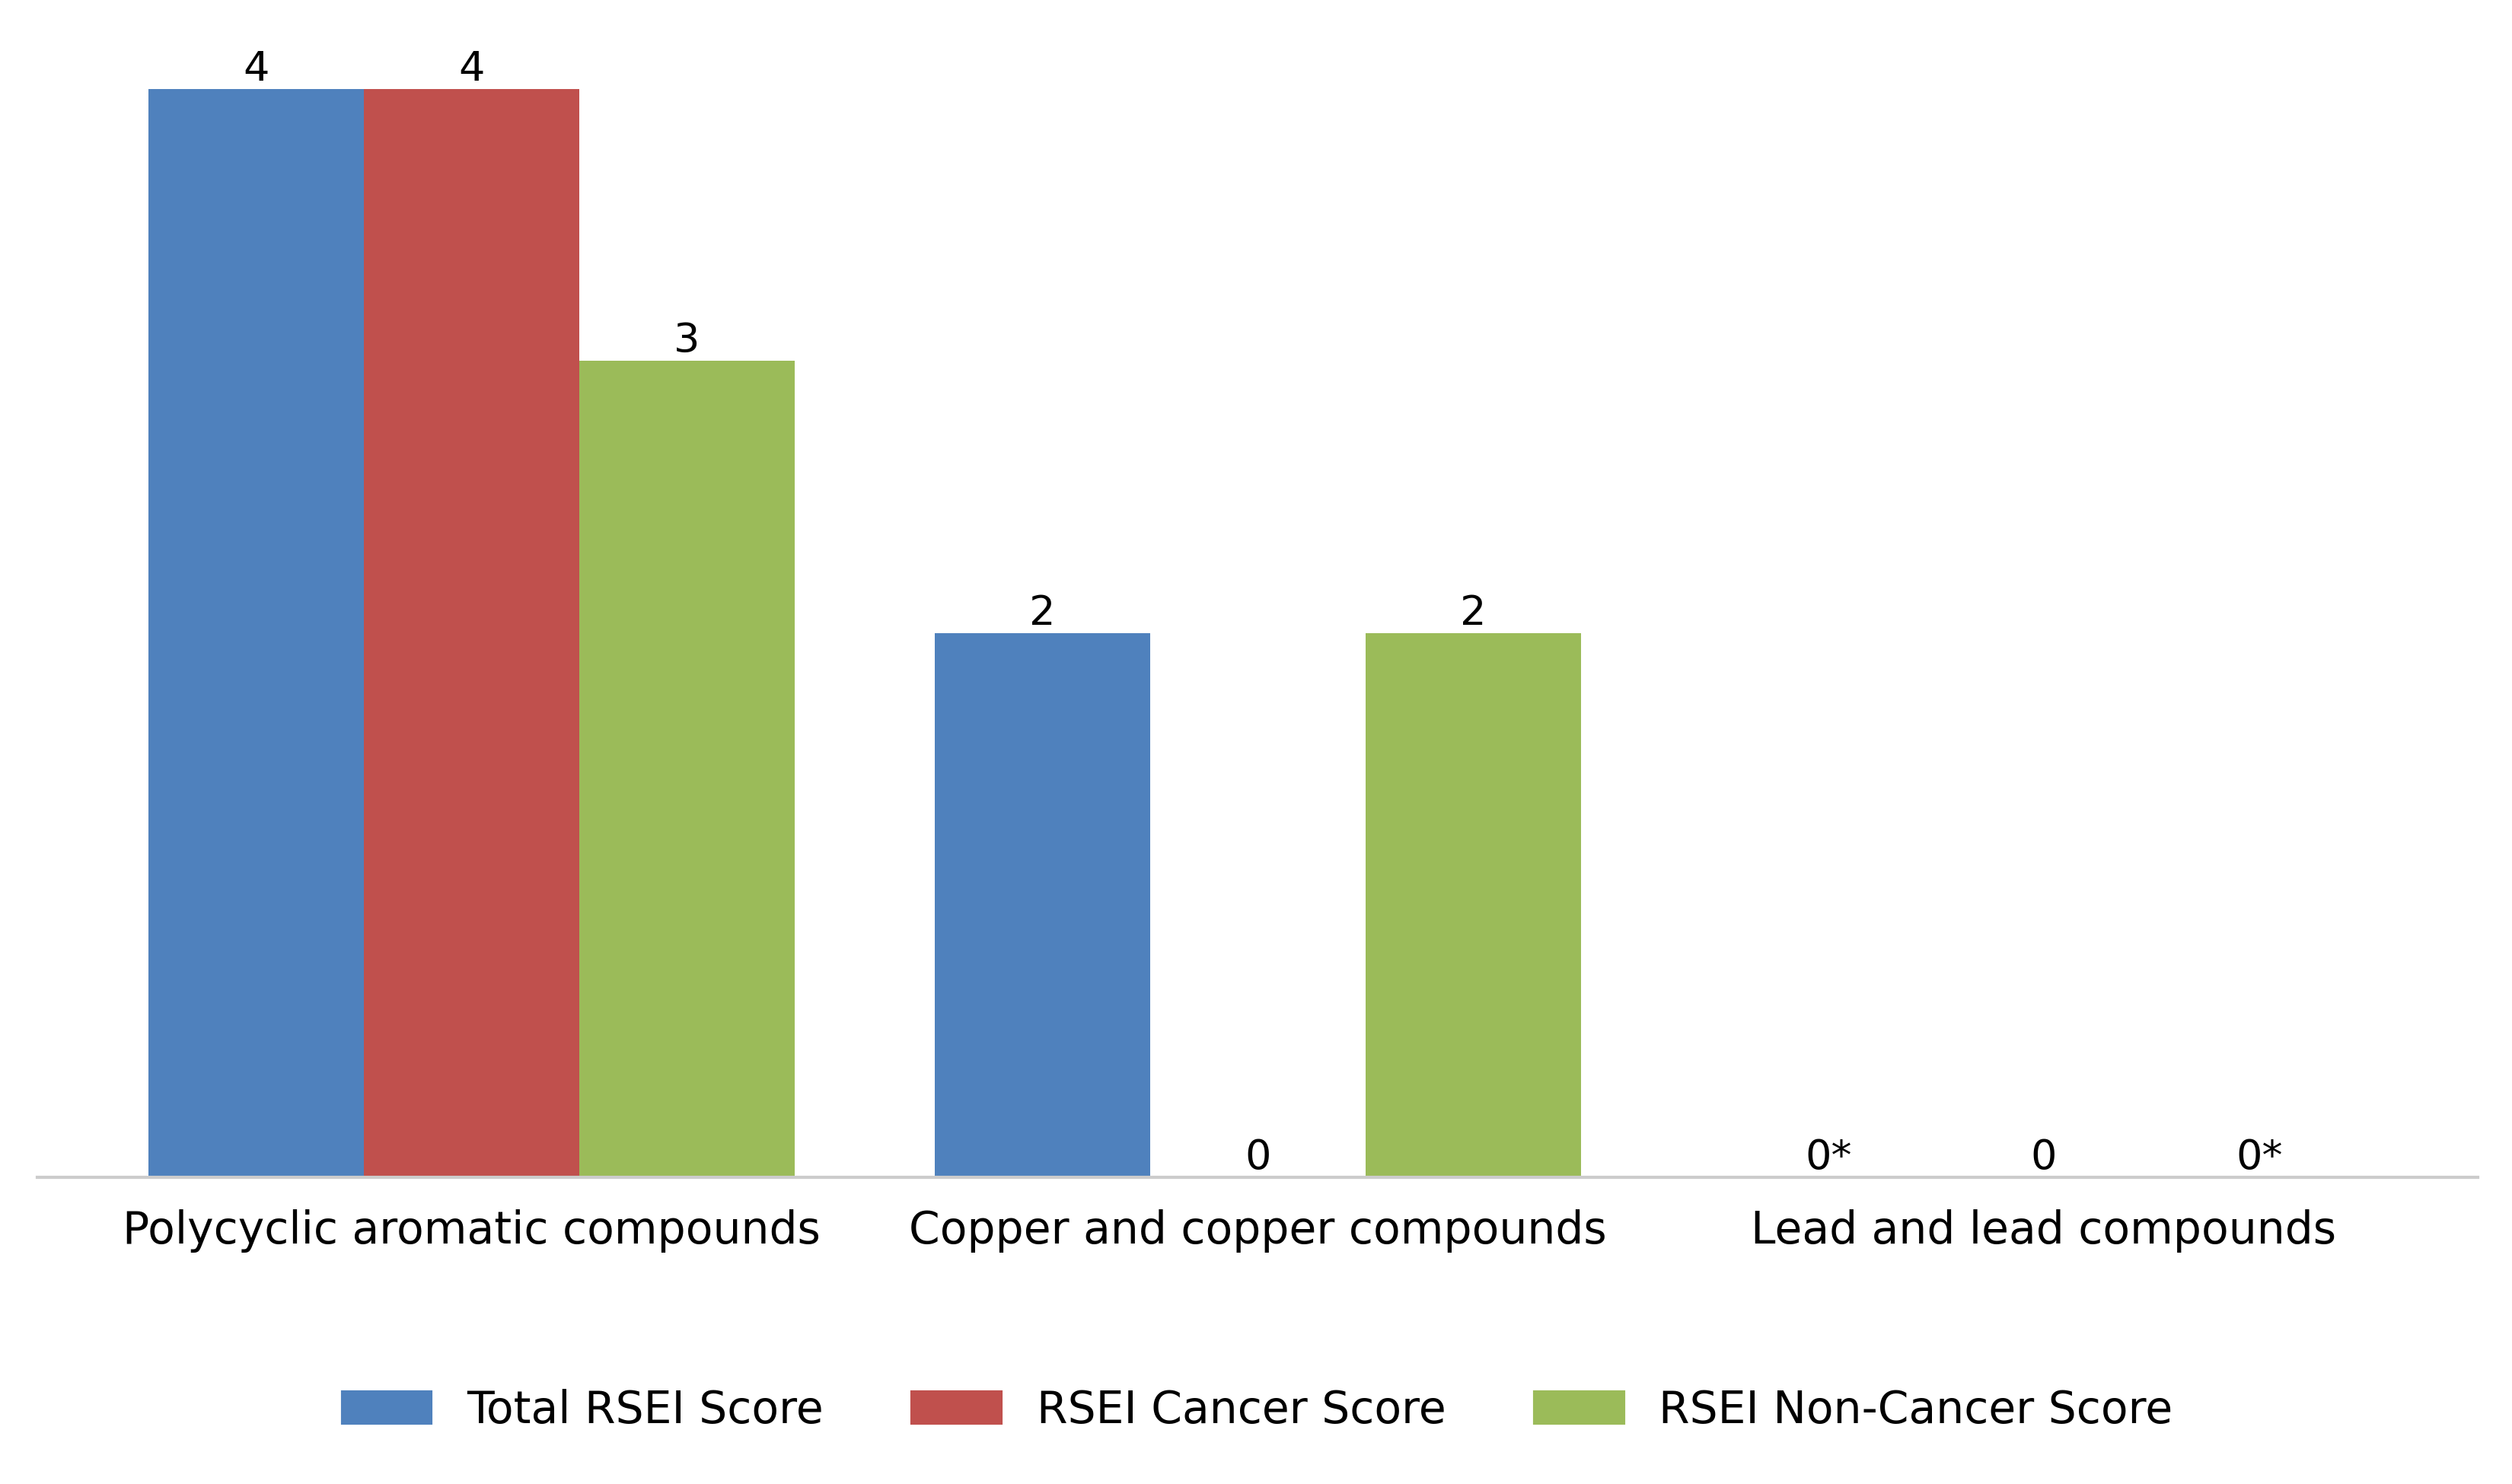 4 4
3
2 2
0 0* 0 0*
Polycyclic aromatic compounds Copper and copper compounds Lead and lead compounds
Total RSEI Score RSEI Cancer Score RSEI Non-Cancer Score